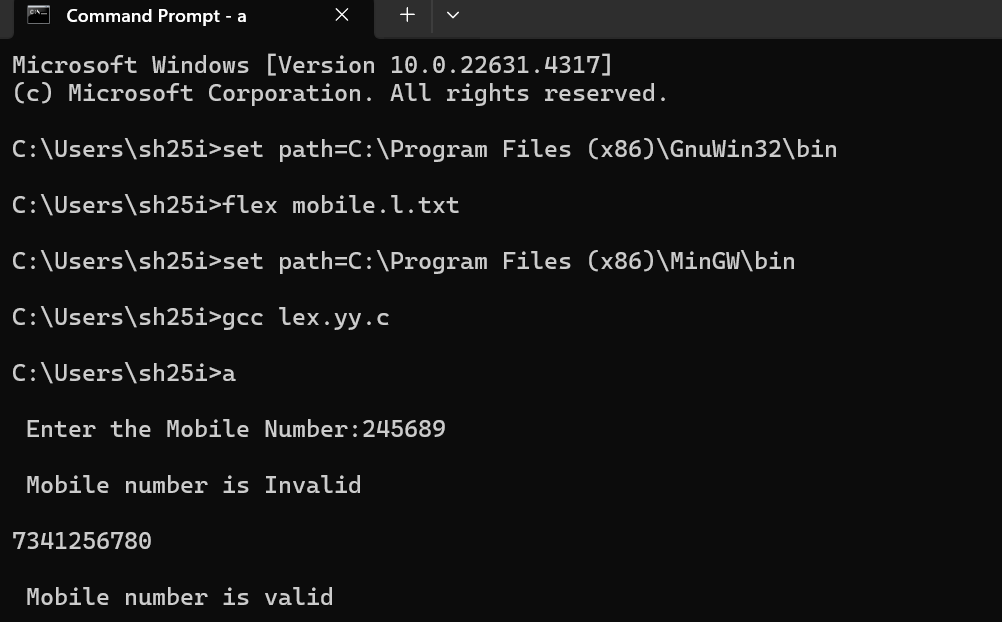 Command Prompt - a
Microsoft Windows [Version 10.0.22631.4317]
(c) Microsoft Corporation. All rights reserved.
C:\Users\sh25i>set path=C:\Program Files (x86)\GnuWin32\bin
C:\Users\sh25i>flex mobile.l.txt
C:\Users\sh25i>set path=C:\Program Files (x86)\MinGW\bin
C:\Users\sh25i>gcc lex.yy.c
C:\Users\sh25i>a
Enter the Mobile Number:245689
Mobile number is Invalid
7341256780
Mobile number is valid